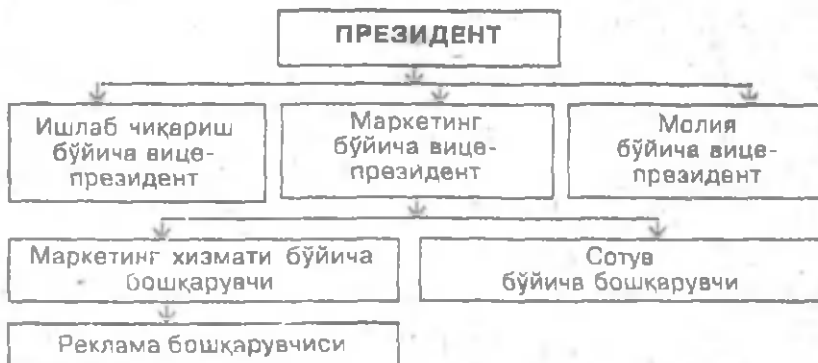 ПРЕЗИДЕНТ
Ишлаб чиқариш
бўйича вице-
президент
Маркетинг
бўйича вице-
президент
Молия
бўйича вице-
президент
Маркетинг хизмати бўйича
бошқарувчи
Сотув
бўйича бошқарувчи
Реклама бошқарувчиси